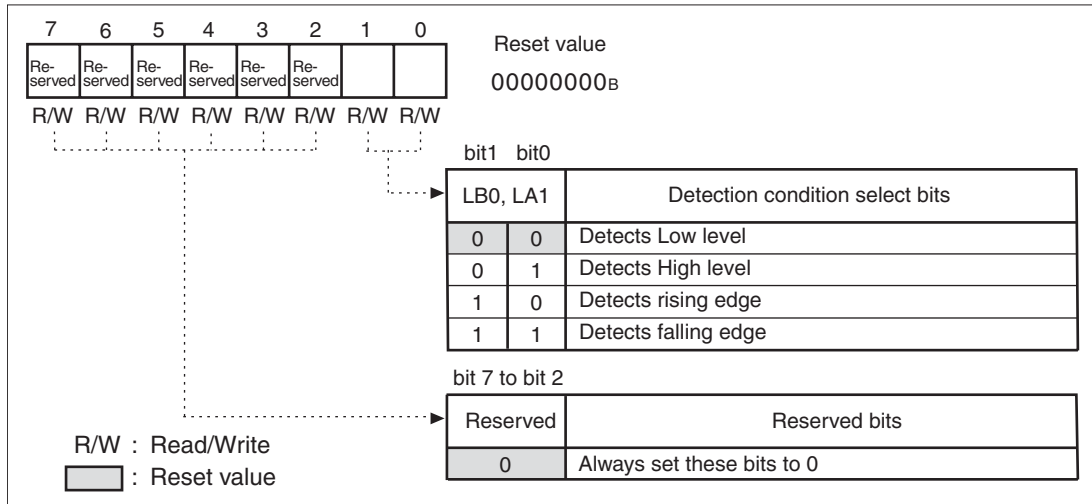 7 6 5 4 3 2 1 0
Reset value
Re-served Re-served Re-served Re-served Re-served Re-served
00000000B
R/W R/W R/W R/W R/W R/W R/W R/W
bit1 bit0
LB0, LA1 Detection condition select bits
0 0 Detects Low level
0 1 Detects High level
1 0 Detects rising edge
1 1 Detects falling edge
bit 7 to bit 2
Reserved Reserved bits
0 Always set these bits to 0
R/W : Read/Write
: Reset value